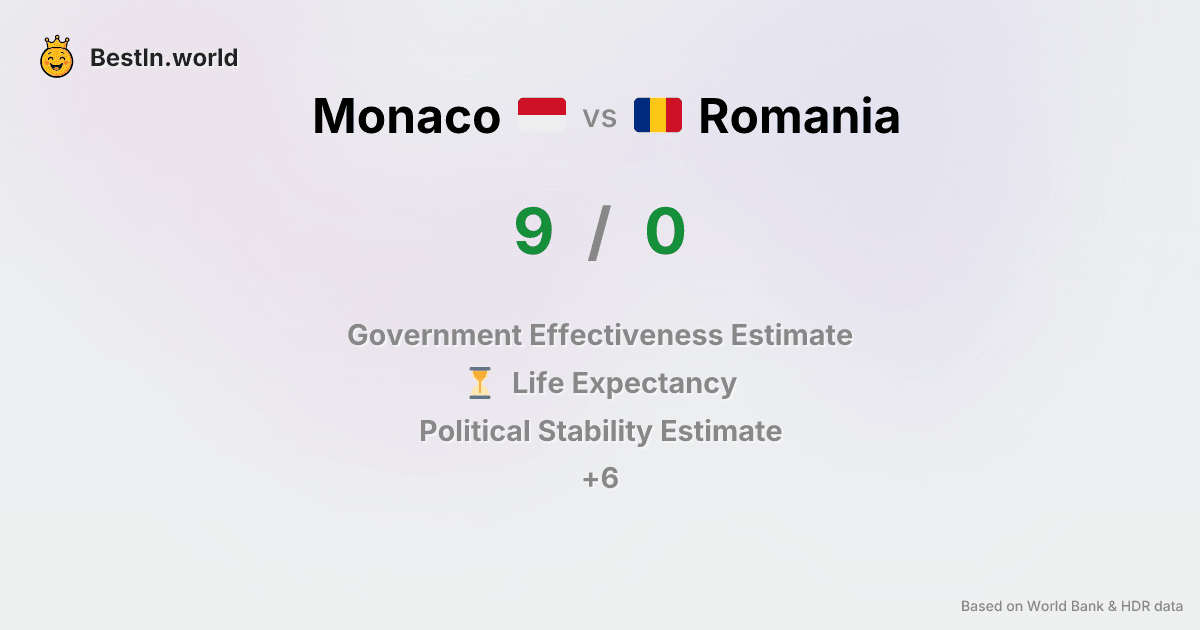 BestIn.world
Monaco vs Romania
9 / 0
Government Effectiveness Estimate
Life Expectancy
Political Stability Estimate
+6
Based on World Bank & HDR data